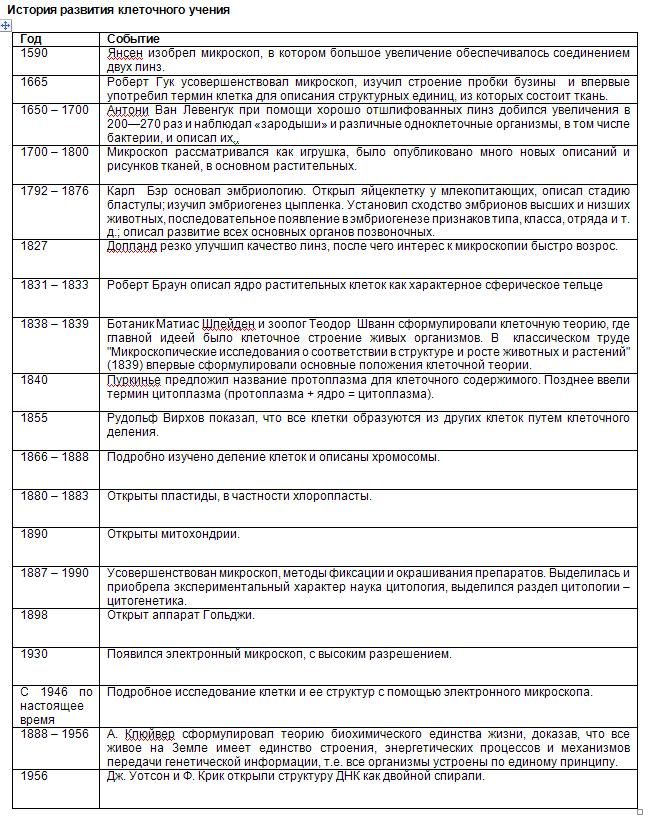 История развития клеточного учения
Год Событие
1590 Янсен изобрел микроскоп, в котором большое увеличение обеспечивалось соединением
двух линз.
1665 Роберт Гук усовершенствовал микроскоп, изучил строение пробки бузины и впервые
употребил термин клетка для описания структурных единиц, из которых состоит ткань.
1650 – 1700 Антони Ван Левенгук при помощи хорошо отшлифованных линз добился увеличения в
200—270 раз и наблюдал «зародыши» и различные одноклеточные организмы, в том числе
бактерии, и описал их..
1700 – 1800 Микроскоп рассматривался как игрушка, было опубликовано много новых описаний и
рисунков тканей, в основном растительных.
1792 – 1876 Карл Бэр основал эмбриологию. Открыл яйцеклетку у млекопитающих, описал стадию
бластулы; изучил эмбриогенез цыпленка. Установил сходство эмбрионов высших и низших
животных, последовательное появление в эмбриогенезе признаков типа, класса, отряда и т.
д.; описал развитие всех основных органов позвоночных.
1827 Долланд резко улучшил качество линз, после чего интерес к микроскопии быстро возрос.
1831 – 1833 Роберт Браун описал ядро растительных клеток как характерное сферическое тельце
1838 – 1839 Ботаник Матиас Шлейден и зоолог Теодор Шванн сформулировали клеточную теорию, где
главной идеей было клеточное строение живых организмов. В классическом труде
"Микроскопические исследования о соответствии в структуре и росте животных и растений"
(1839) впервые сформулировали основные положения клеточной теории.
1840 Пуркинье предложил название протоплазма для клеточного содержимого. Позднее ввели
термин цитоплазма (протоплазма + ядро = цитоплазма).
1855 Рудольф Вирхов показал, что все клетки образуются из других клеток путем клеточного
деления.
1866 – 1888 Подробно изучено деление клеток и описаны хромосомы.
1880 – 1883 Открыты пластиды, в частности хлоропласты.
1890 Открыты митохондрии.
1887 – 1990 Усовершенствован микроскоп, методы фиксации и окрашивания препаратов. Выделилась и
приобрела экспериментальный характер наука цитология, выделился раздел цитологии –
цитогенетика.
1898 Открыт аппарат Гольджи.
1930 Появился электронный микроскоп, с высоким разрешением.
С 1946 по Подробное исследование клетки и ее структур с помощью электронного микроскопа.
настоящее
время
1888 – 1956 А. Клюйвер сформулировал теорию биохимического единства жизни, доказав, что все
живое на Земле имеет единство строения, энергетических процессов и механизмов
передачи генетической информации, т.е. все организмы устроены по единому принципу.
1956 Дж. Уотсон и Ф. Крик открыли структуру ДНК как двойной спирали.